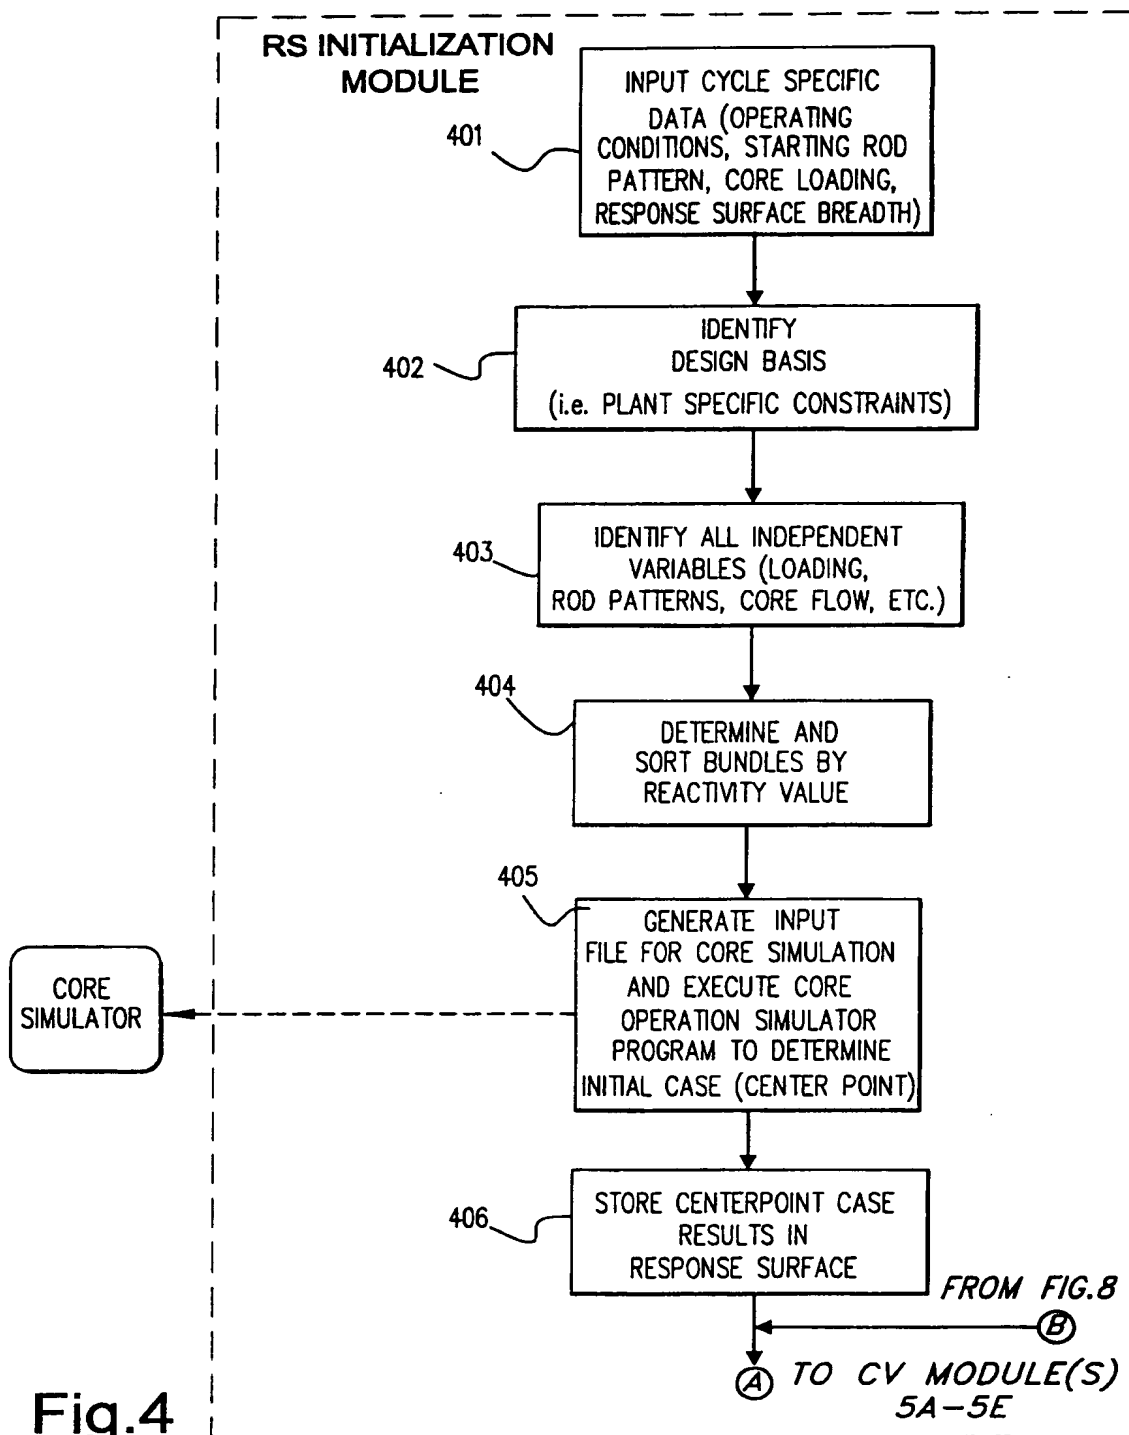 RS INITIALIZATION
MODULE
INPUT CYCLE SPECIFIC
DATA (OPERATING
CONDITIONS, STARTING ROD
PATTERN, CORE LOADING,
RESPONSE SURFACE BREADTH)
401
IDENTIFY
DESIGN BASIS
(i.e. PLANT SPECIFIC CONSTRAINTS)
402
IDENTIFY ALL INDEPENDENT
VARIABLES (LOADING,
ROD PATTERNS, CORE FLOW, ETC.)
403
404
DETERMINE AND
SORT BUNDLES BY
REACTIVITY VALUE
405
GENERATE INPUT
FILE FOR CORE SIMULATION
AND EXECUTE CORE
OPERATION SIMULATOR
PROGRAM TO DETERMINE
INITIAL CASE (CENTER POINT)
CORE
SIMULATOR
STORE CENTERPOINT CASE
RESULTS IN
RESPONSE SURFACE
406
FROM FIG.8
B
A TO CV MODULE(S)
5A-5E
Fig.4